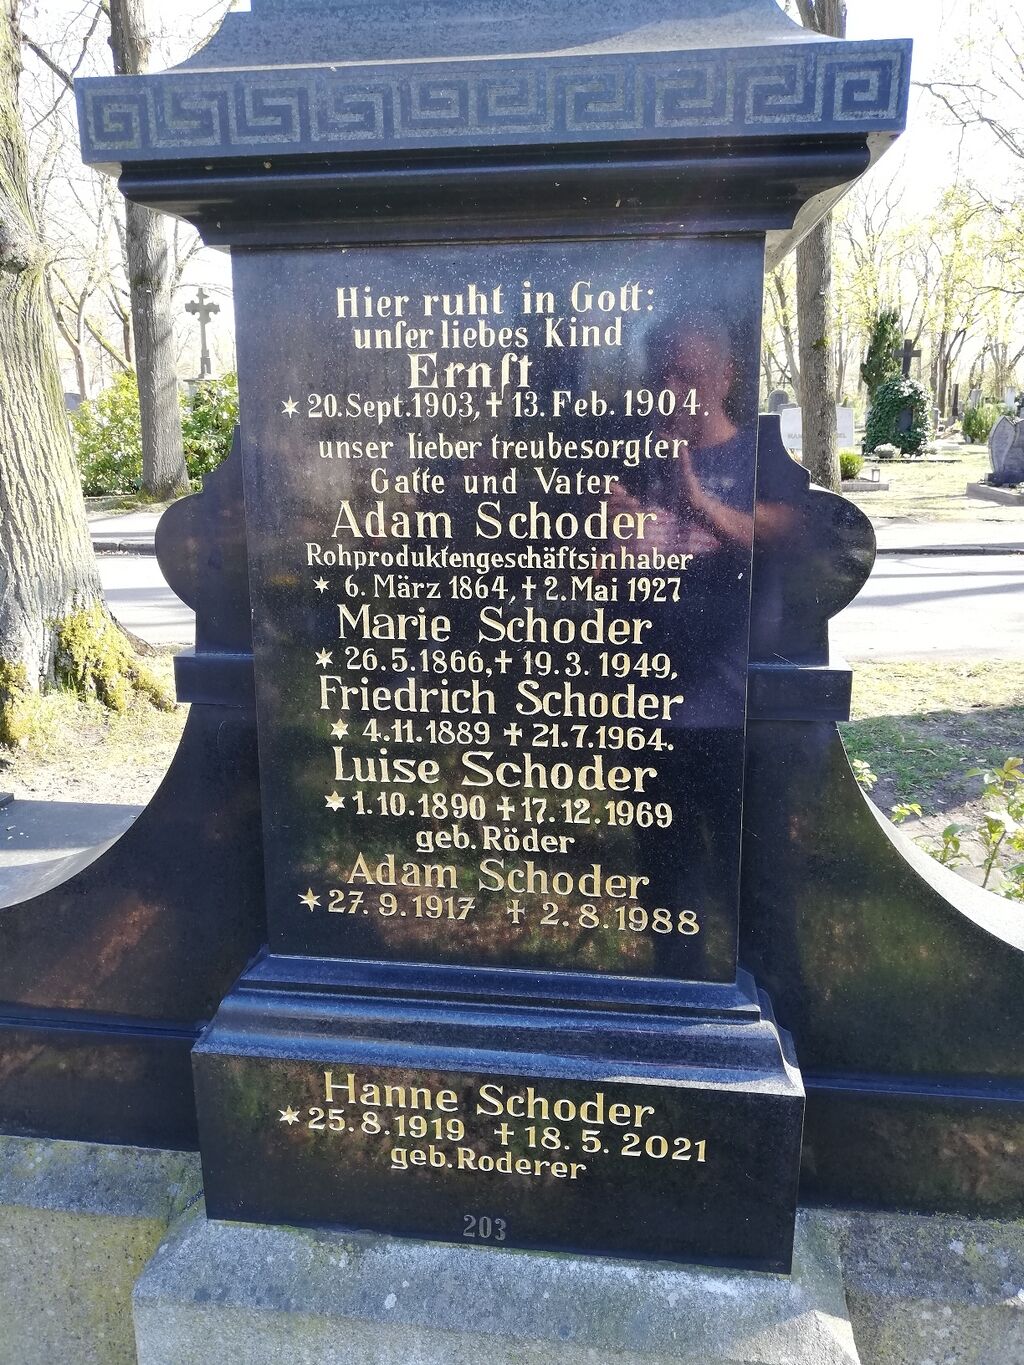 Hier ruht in Gott:
unſer liebes Kind
Ernſt
* 20. Sept. 1903, † 13. Feb. 1904.
unser lieber treubesorgter
Gatte und Vater
Adam Schoder
Rohproduktengeschäftsinhaber
* 6. März 1864, † 2. Mai 1927
Marie Schoder
* 26.5.1866, † 19.3.1949,
Friedrich Schoder
* 4.11.1889 † 21.7.1964.
Luise Schoder
* 1.10.1890 † 17.12.1969
geb. Röder
Adam Schoder
* 27.9.1917 † 2.8.1988
Hanne Schoder
* 25.8.1919 † 18.5.2021
geb. Roderer
203